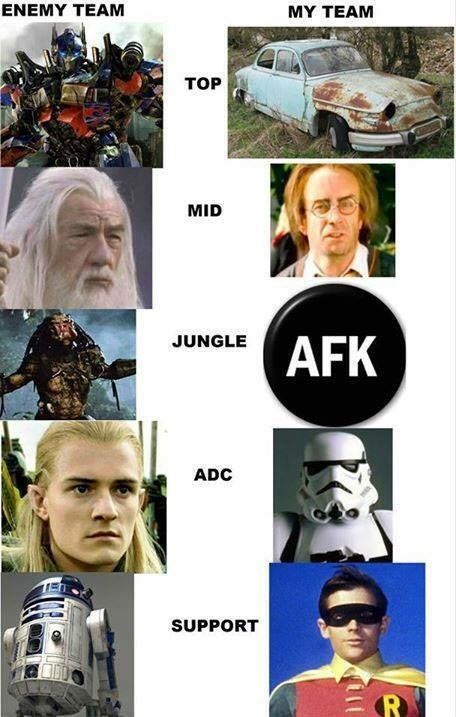 ENEMY TEAM
MY TEAM
TOP
MID
JUNGLE
AFK
ADC
SUPPORT
R